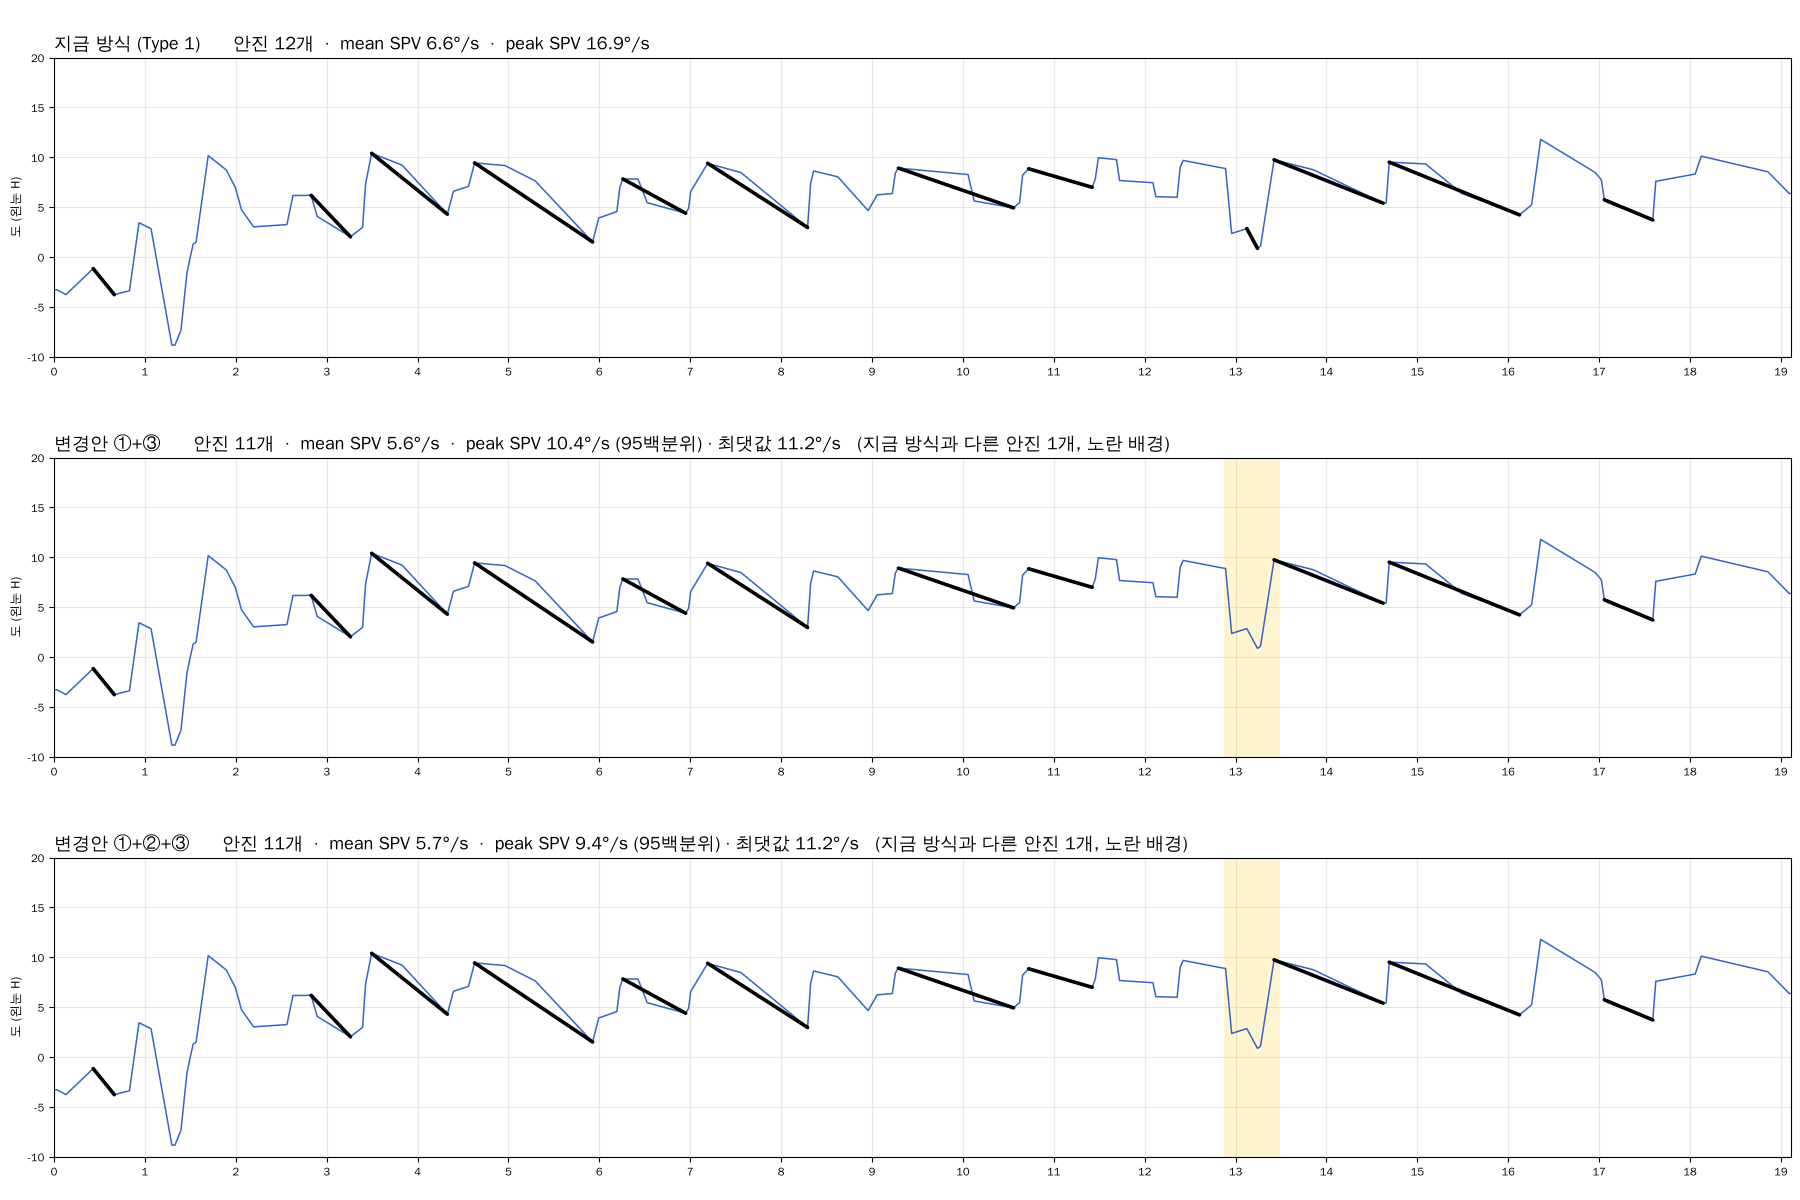 지금 방식 (Type 1)   안진 12개 · mean SPV 6.6°/s · peak SPV 16.9°/s
20
15
10
5
0
-5
-10
도 (왼눈 H)
0 1 2 3 4 5 6 7 8 9 10 11 12 13 14 15 16 17 18 19
변경안 ①+③   안진 11개 · mean SPV 5.6°/s · peak SPV 10.4°/s (95백분위) · 최댓값 11.2°/s (지금 방식과 다른 안진 1개, 노란 배경)
20
15
10
5
0
-5
-10
도 (왼눈 H)
0 1 2 3 4 5 6 7 8 9 10 11 12 13 14 15 16 17 18 19
변경안 ①+②+③   안진 11개 · mean SPV 5.7°/s · peak SPV 9.4°/s (95백분위) · 최댓값 11.2°/s (지금 방식과 다른 안진 1개, 노란 배경)
20
15
10
5
0
-5
-10
도 (왼눈 H)
0 1 2 3 4 5 6 7 8 9 10 11 12 13 14 15 16 17 18 19